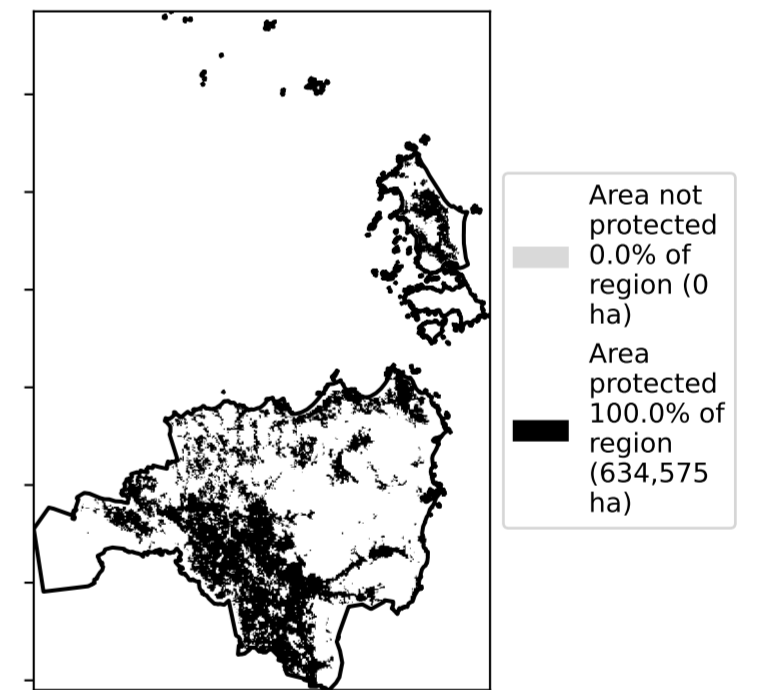 Area not
protected
0.0% of
region (0
ha)
Area
protected
100.0% of
region
(634,575
ha)